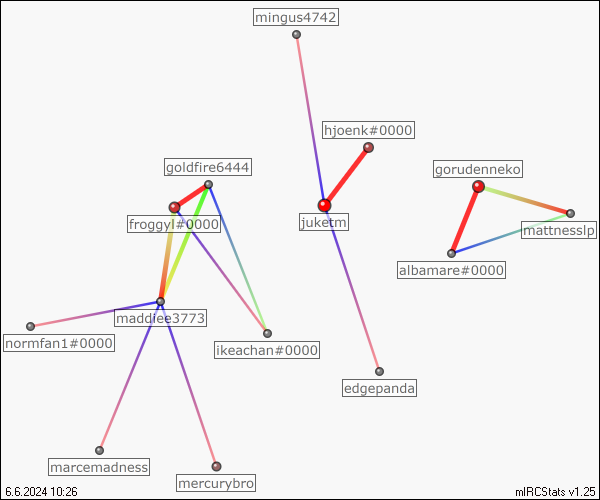 mingus4742
hjoenk#0000
goldfire6444
gorudenneko
froggyl#0000
juketm
mattnesslp
albamare#0000
maddiee3773
normfan1#0000
ikeachan#0000
edgepanda
marcemadness
mercurybro
6.6.2024 10:26
mIRCStats v1.25